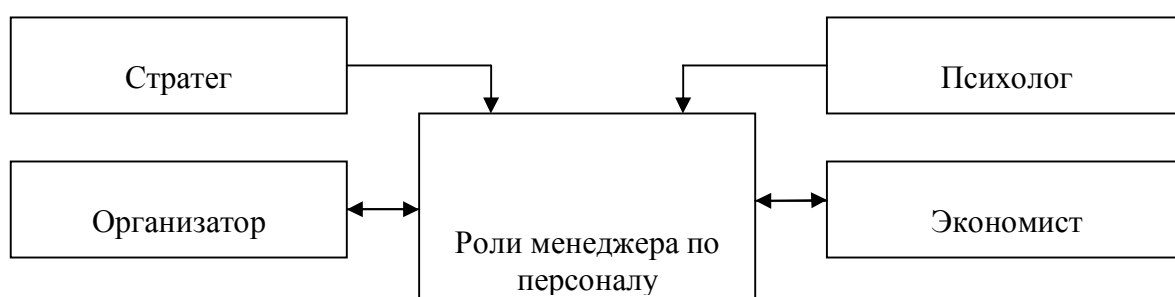 Стратег
Психолог
Организатор
Экономист
Роли менеджера по
персоналу